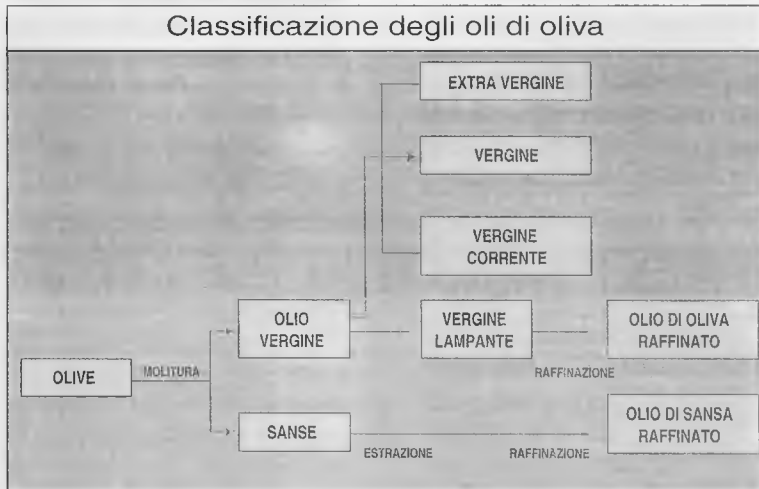 Classificazione degli oli di oliva
EXTRA VERGINE
VERGINE
VERGINE
CORRENTE
OLIO
VERGINE
VERGINE
LAMPANTE
OLIO DI OLIVA
RAFFINATO
OLIVE
MOLITURA
RAFFINAZIONE
SANSE
ESTRAZIONE
RAFFINAZIONE
OLIO DI SANSA
RAFFINATO